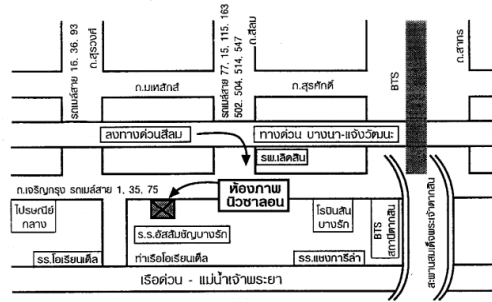 รถเมล์สาย 16, 36, 93
ถ.สุรวงศ์
รถเมล์สาย 77, 15, 115, 163
502, 504, 514, 547
ถ.สีลม
BTS
ถ.สาทร
ถ.มเหสักส์
ถ.สุรศักดิ์
ลงทางด่วนสีลม
ทางด่วน บางนา-แจ้งวัฒนะ
รพ.เลิดสิน
ถ.เจริญกรุง รถเมล์สาย 1, 35, 75
ห้องภาพ
นิวซาลอน
ไปรษณีย์
กลาง
ร.ร.อัสสัมชัญบางรัก
โรบินสัน
บางรัก
BTS
สถานีตากสิน
สะพานสมเด็จพระเจ้าตากสิน
รร.โอเรียนเต็ล
ท่าเรือโอเรียนเต็ล
รร.แชงการีล่า
เรือด่วน - แม่น้ำเจ้าพระยา